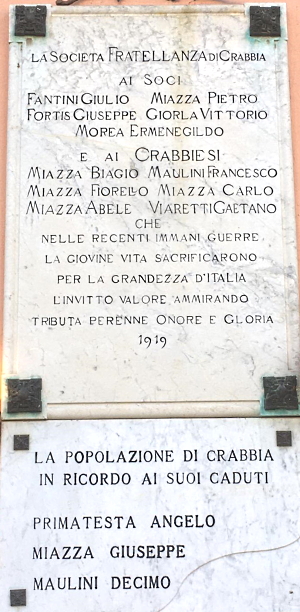 LA SOCIETA FRATELLANZA DI CRABBIA
AI SOCI
FANTINI GIULIO MIAZZA PIETRO
FORTIS GIUSEPPE GIORLA VITTORIO
MOREA ERMENEGILDO
E AI CRABBIESI
MIAZZA BIAGIO MAULINI FRANCESCO
MIAZZA FIORELLO MIAZZA CARLO
MIAZZA ABELE VIARETTI GAETANO
CHE
NELLE RECENTI IMMANI GUERRE
LA GIOVINE VITA SACRIFICARONO
PER LA GRANDEZZA D'ITALIA
L'INVITTO VALORE AMMIRANDO
TRIBUTA PERENNE ONORE E GLORIA
1919
LA POPOLAZIONE DI CRABBIA
IN RICORDO AI SUOI CADUTI
PRIMATESTA ANGELO
MIAZZA GIUSEPPE
MAULINI DECIMO